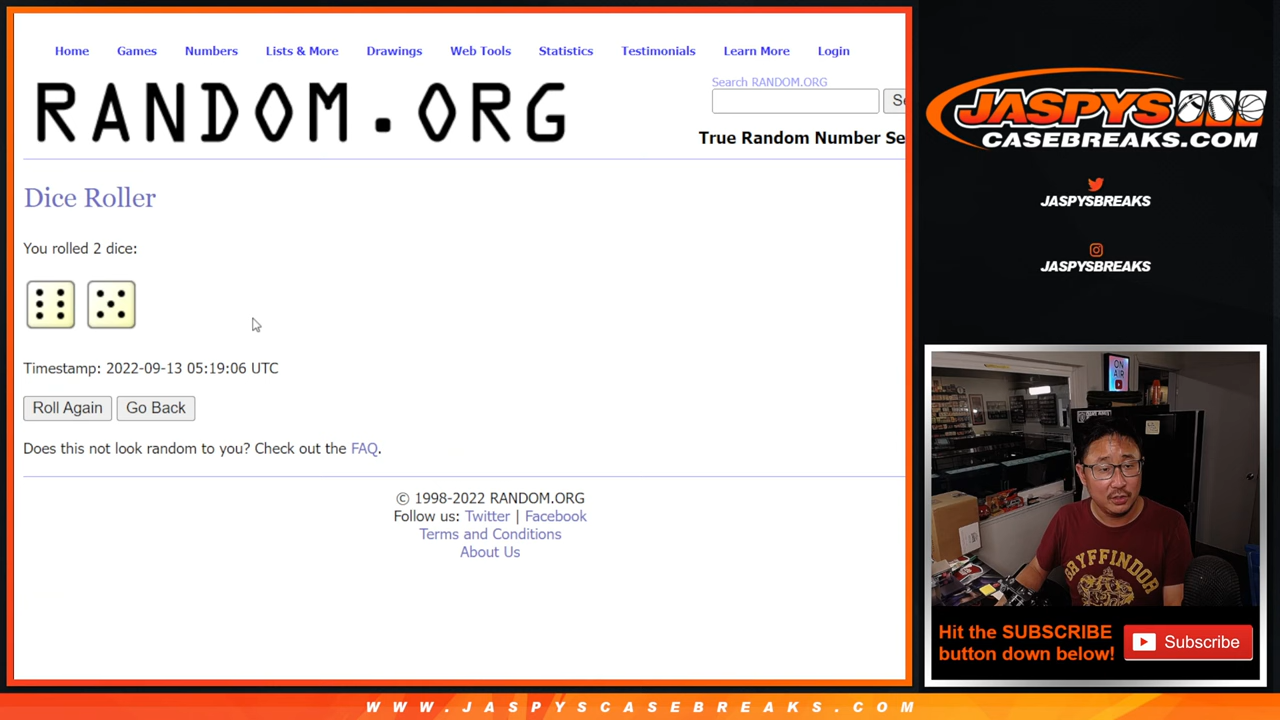 Home Games Numbers Lists & More Drawings Web Tools Statistics Testimonials Learn More Login
RANDOM.ORG
Search RANDOM.ORG
True Random Number Se
Dice Roller
You rolled 2 dice:
Timestamp: 2022-09-13 05:19:06 UTC
Roll Again Go Back
Does this not look random to you? Check out the FAQ.
© 1998-2022 RANDOM.ORG
Follow us: Twitter | Facebook
Terms and Conditions
About Us
JASPYS
CASEBREAKS.COM
JASPYSBREAKS
JASPYSBREAKS
ON
AIR
GRYFFINDOR
Hit the SUBSCRIBE
button down below!
Subscribe
WWW.JASPYSCASEBREAKS.COM